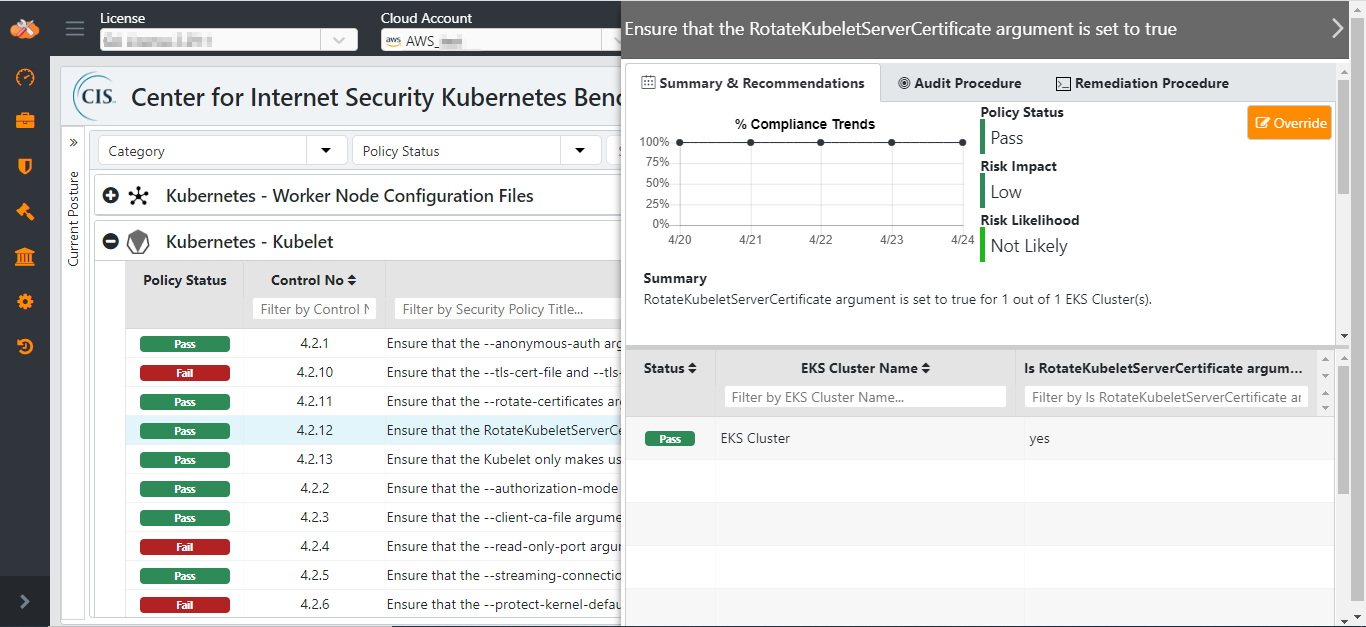 License
Cloud Account
aws AWS_
Ensure that the RotateKubeletServerCertificate argument is set to true
CIS
Center for Internet Security Kubernetes Ben
Category
Policy Status
Current Posture
Kubernetes - Worker Node Configuration Files
Kubernetes - Kubelet
Policy Status
Control No
Filter by Control N
Filter by Security Policy Title...
Pass 4.2.1 Ensure that the --anonymous-auth arg
Fail 4.2.10 Ensure that the --tls-cert-file and --tls-
Pass 4.2.11 Ensure that the --rotate-certificates ar
Pass 4.2.12 Ensure that the RotateKubeletServerCe
Pass 4.2.13 Ensure that the Kubelet only makes us
Pass 4.2.2 Ensure that the --authorization-mode
Pass 4.2.3 Ensure that the --client-ca-file argume
Fail 4.2.4 Ensure that the --read-only-port argur
Pass 4.2.5 Ensure that the --streaming-connectio
Fail 4.2.6 Ensure that the --protect-kernel-defau
Summary & Recommendations
Audit Procedure
Remediation Procedure
% Compliance Trends
100%
75%
50%
25%
0%
4/20 4/21 4/22 4/23 4/24
Policy Status
Pass
Risk Impact
Low
Risk Likelihood
Not Likely
Override
Summary
RotateKubeletServerCertificate argument is set to true for 1 out of 1 EKS Cluster(s).
Status
EKS Cluster Name
Is RotateKubeletServerCertificate argum...
Filter by EKS Cluster Name...
Filter by Is RotateKubeletServerCertificate ar
Pass EKS Cluster yes